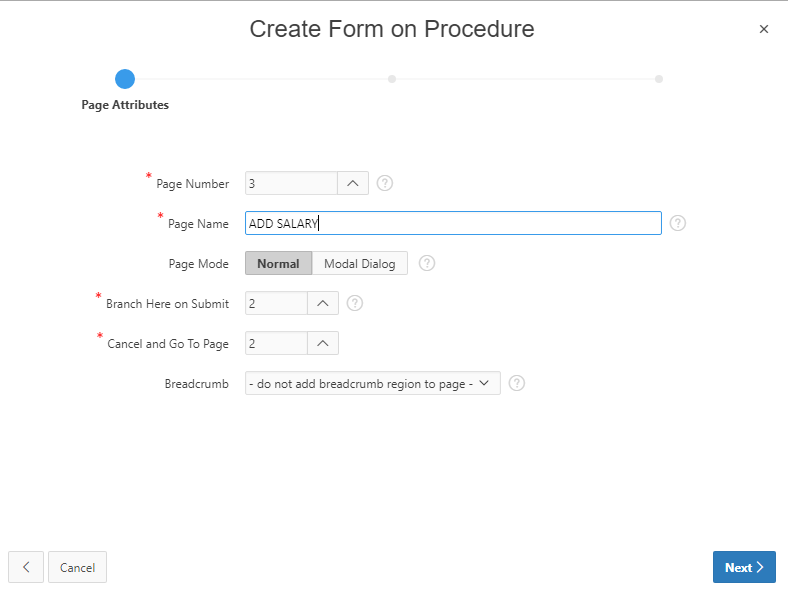 Create Form on Procedure
Page Attributes
* Page Number 3
* Page Name ADD SALARY
Page Mode Normal Modal Dialog
* Branch Here on Submit 2
* Cancel and Go To Page 2
Breadcrumb - do not add breadcrumb region to page -
Cancel Next